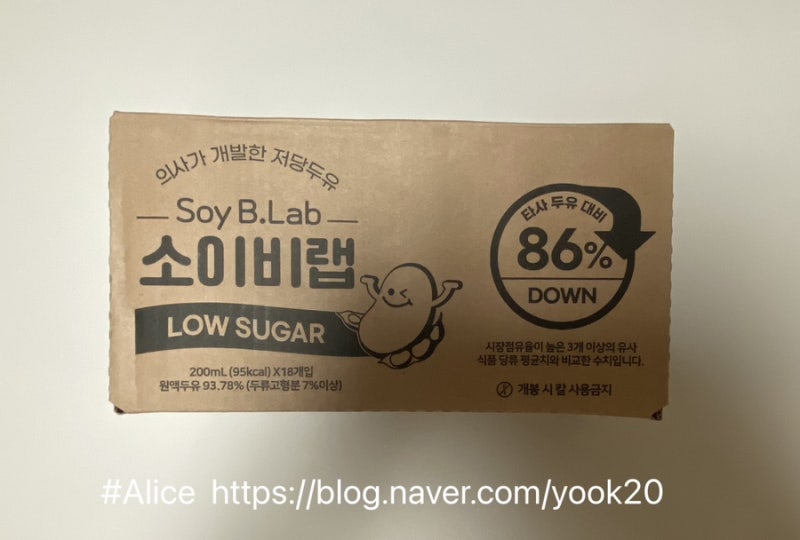 의사가 개발한 저당두유
Soy B.Lab
소이비랩
LOW SUGAR
200mL (95kcal) X18개입
원액두유 93.78% (두류고형분 7%이상)
타사 두유 대비
86%
DOWN
시장점유율이 높은 3개 이상의 유사
식품 당류 평균치와 비교한 수치입니다.
개봉 시 칼 사용금지
#Alice https://blog.naver.com/yook20